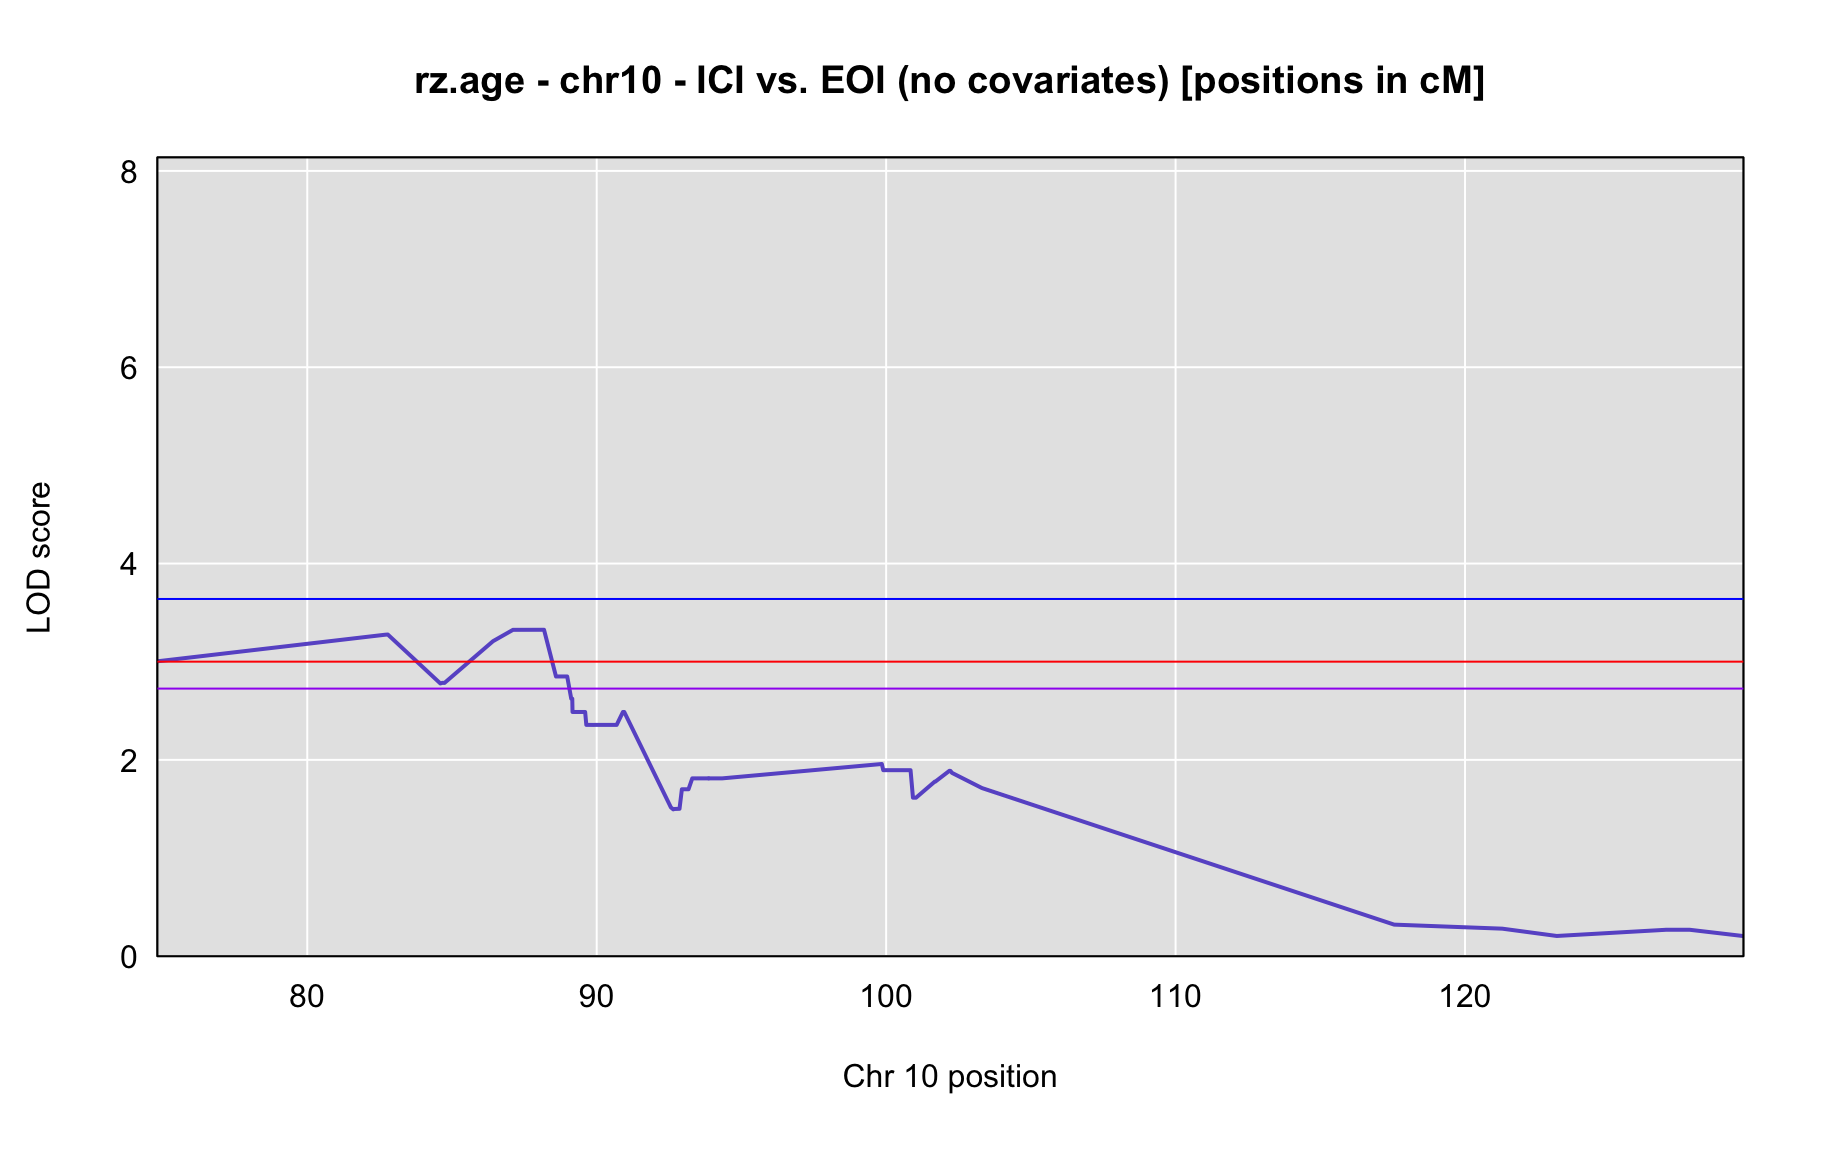 rz.age - chr10 - ICI vs. EOI (no covariates) [positions in cM]
8
6
4
2
0
LOD score
80 90 100 110 120
Chr 10 position